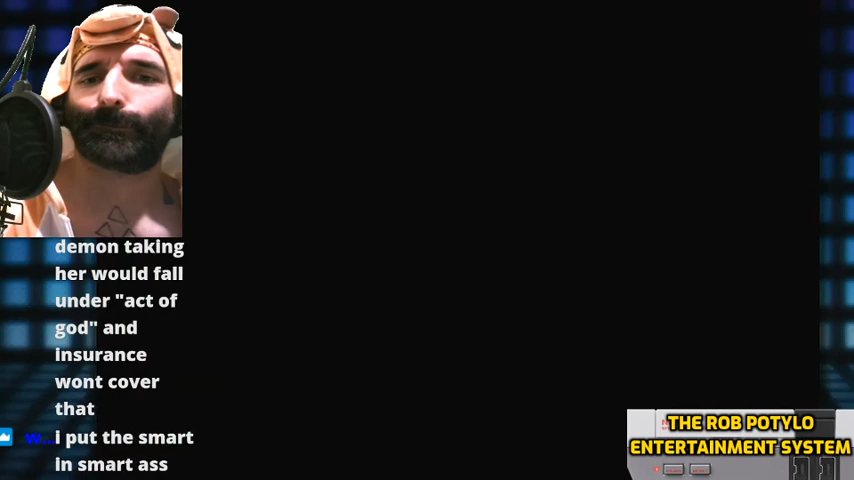 demon taking
her would fall
under "act of
god" and
insurance
wont cover
that
w... i put the smart
in smart ass
THE ROB POTYLO
ENTERTAINMENT SYSTEM